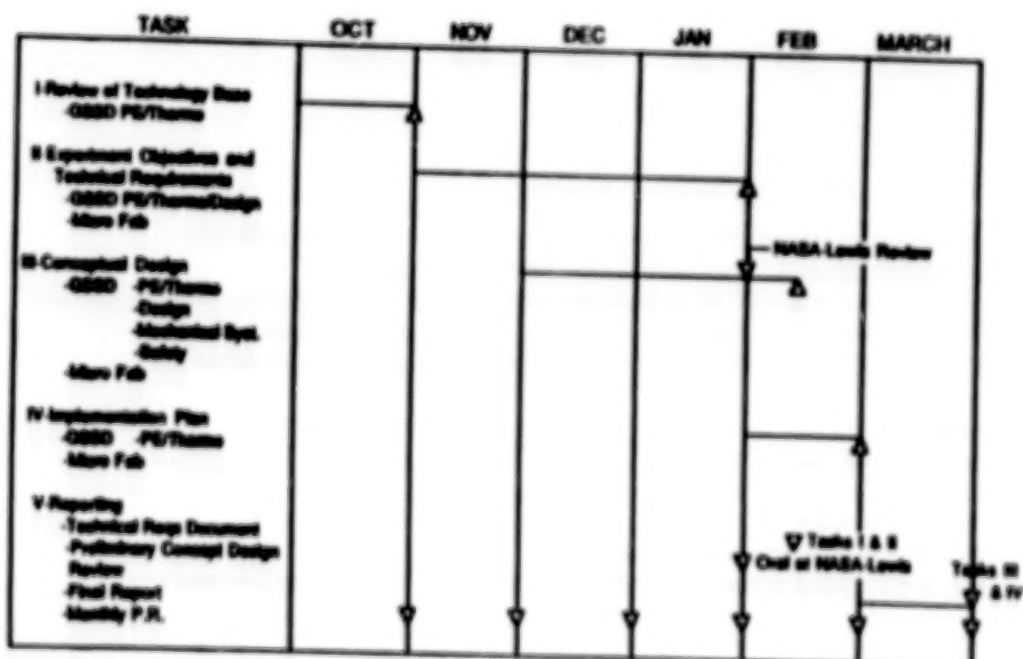 TASK OCT NOV DEC JAN FEB MARCH
I-Review of Technology Base
-GSSD PE/Thermo
II-Experiment Objectives and
Technical Requirements
-GSSD PE/Thermo/Design
-Micro Fab
NASA-Lewis Review
III-Conceptual Design
-GSSD -PE/Thermo
-Design
-Mechanical Syst.
-Safety
-Micro Fab
IV-Implementation Plan
-GSSD -PE/Thermo
-Micro Fab
V-Reporting
-Technical Reqs Document
-Preliminary Concept Design
Review
-Final Report
-Monthly P.R.
Tasks I & II
Oral at NASA-Lewis
Tasks III
& IV